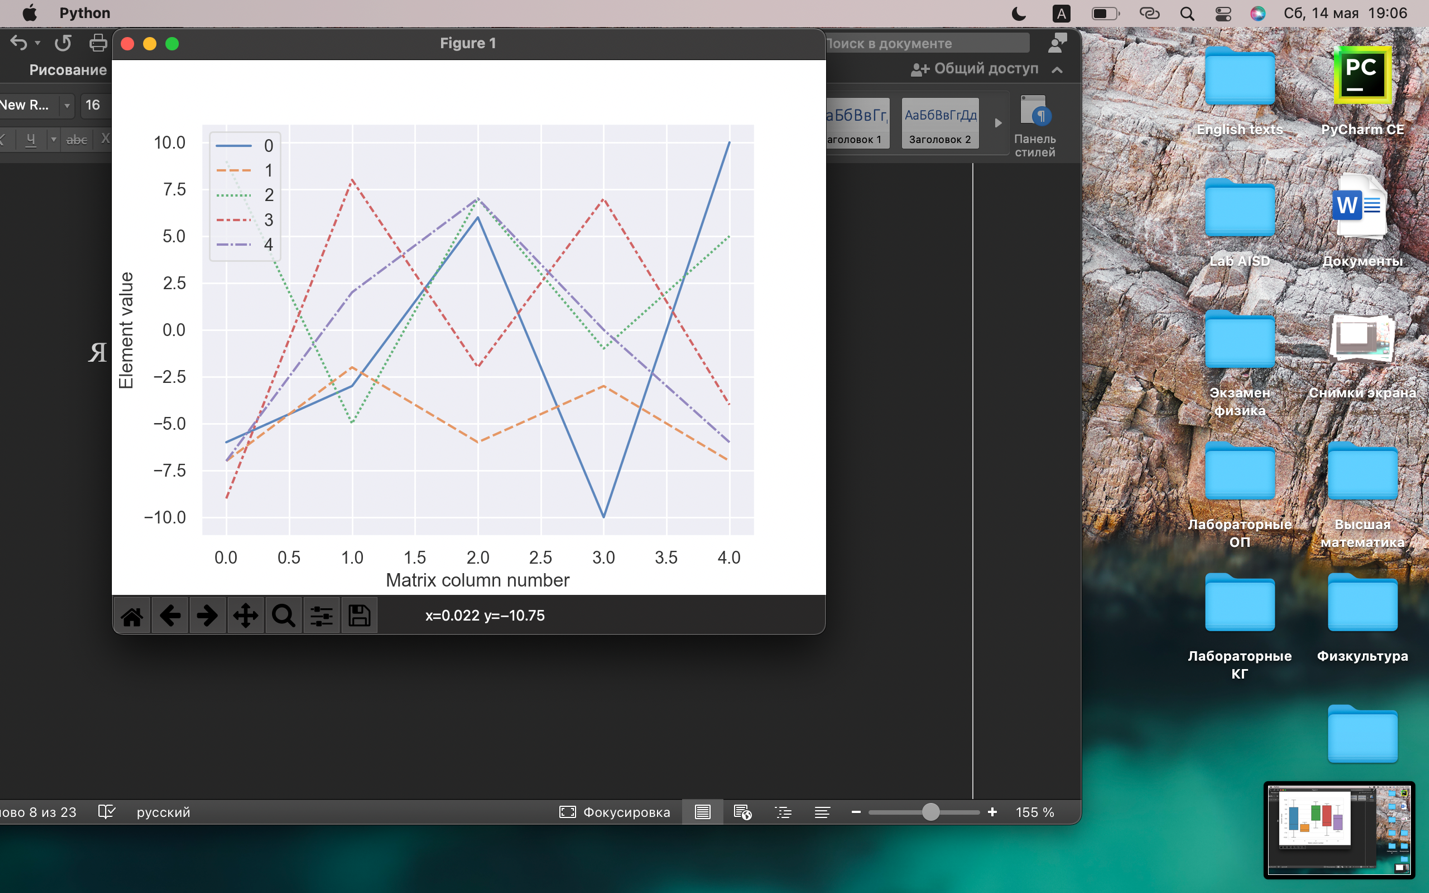 Python
A
Сб, 14 мая 19:06
Figure 1
Поиск в документе
Рисование
Общий доступ
New R...
16
Ч
abc
X
аБбВвГг,
АаБбВвГгДд
аголовок 1
Заголовок 2
Панель
стилей
Я
10.0
7.5
5.0
2.5
0.0
−2.5
−5.0
−7.5
−10.0
Element value
0
1
2
3
4
0.0 0.5 1.0 1.5 2.0 2.5 3.0 3.5 4.0
Matrix column number
x=0.022 y=−10.75
ово 8 из 23
русский
Фокусировка
155 %
English texts
PC
PyCharm CE
Lab AISD
W
Документы
Экзамен
физика
Снимки экрана
Лабораторные
ОП
Высшая
математика
Лабораторные
КГ
Физкультура